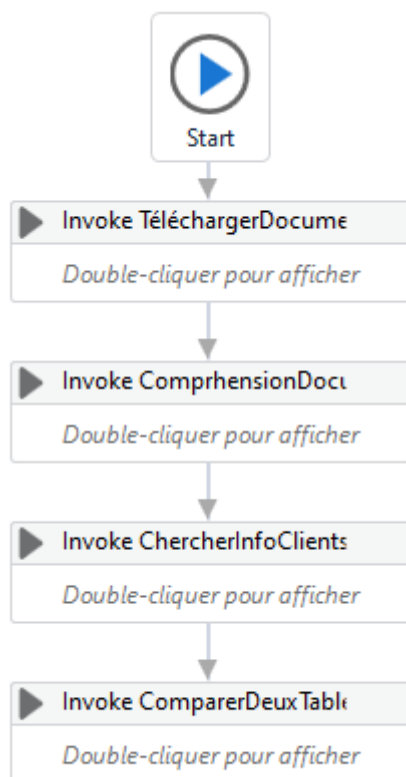 Start
Invoke TéléchargerDocume
Double-cliquer pour afficher
Invoke ComprhensionDocu
Double-cliquer pour afficher
Invoke ChercherInfoClients
Double-cliquer pour afficher
Invoke ComparerDeuxTable
Double-cliquer pour afficher